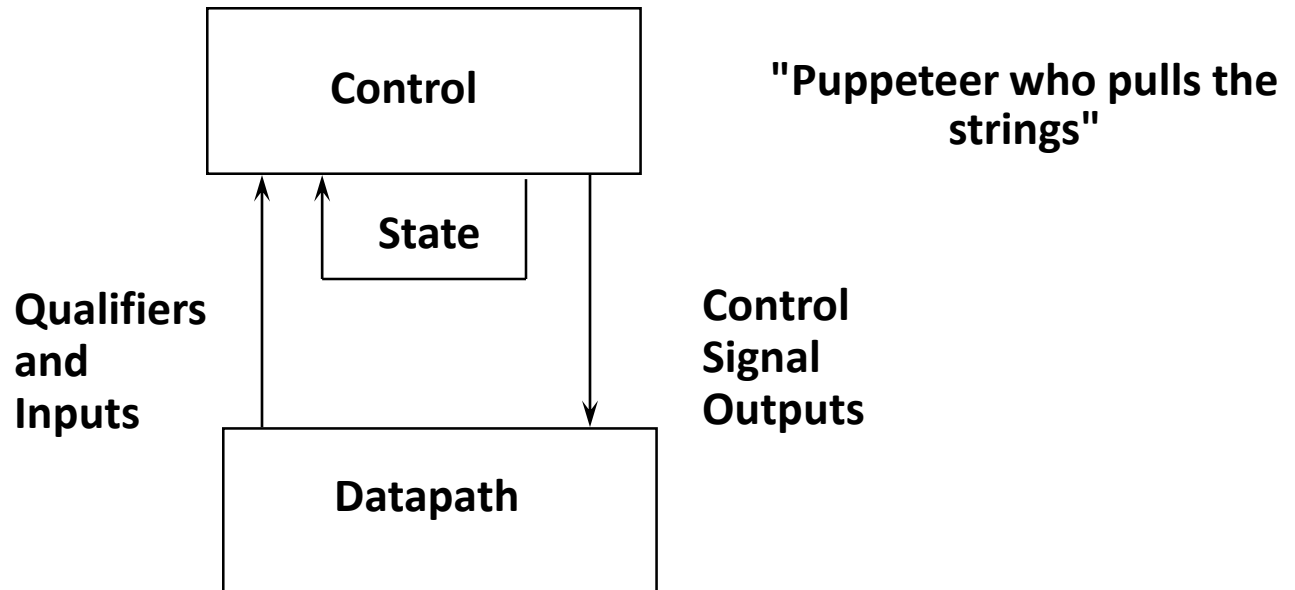 Control
"Puppeteer who pulls the
strings"
State
Qualifiers
and
Inputs
Control
Signal
Outputs
Datapath